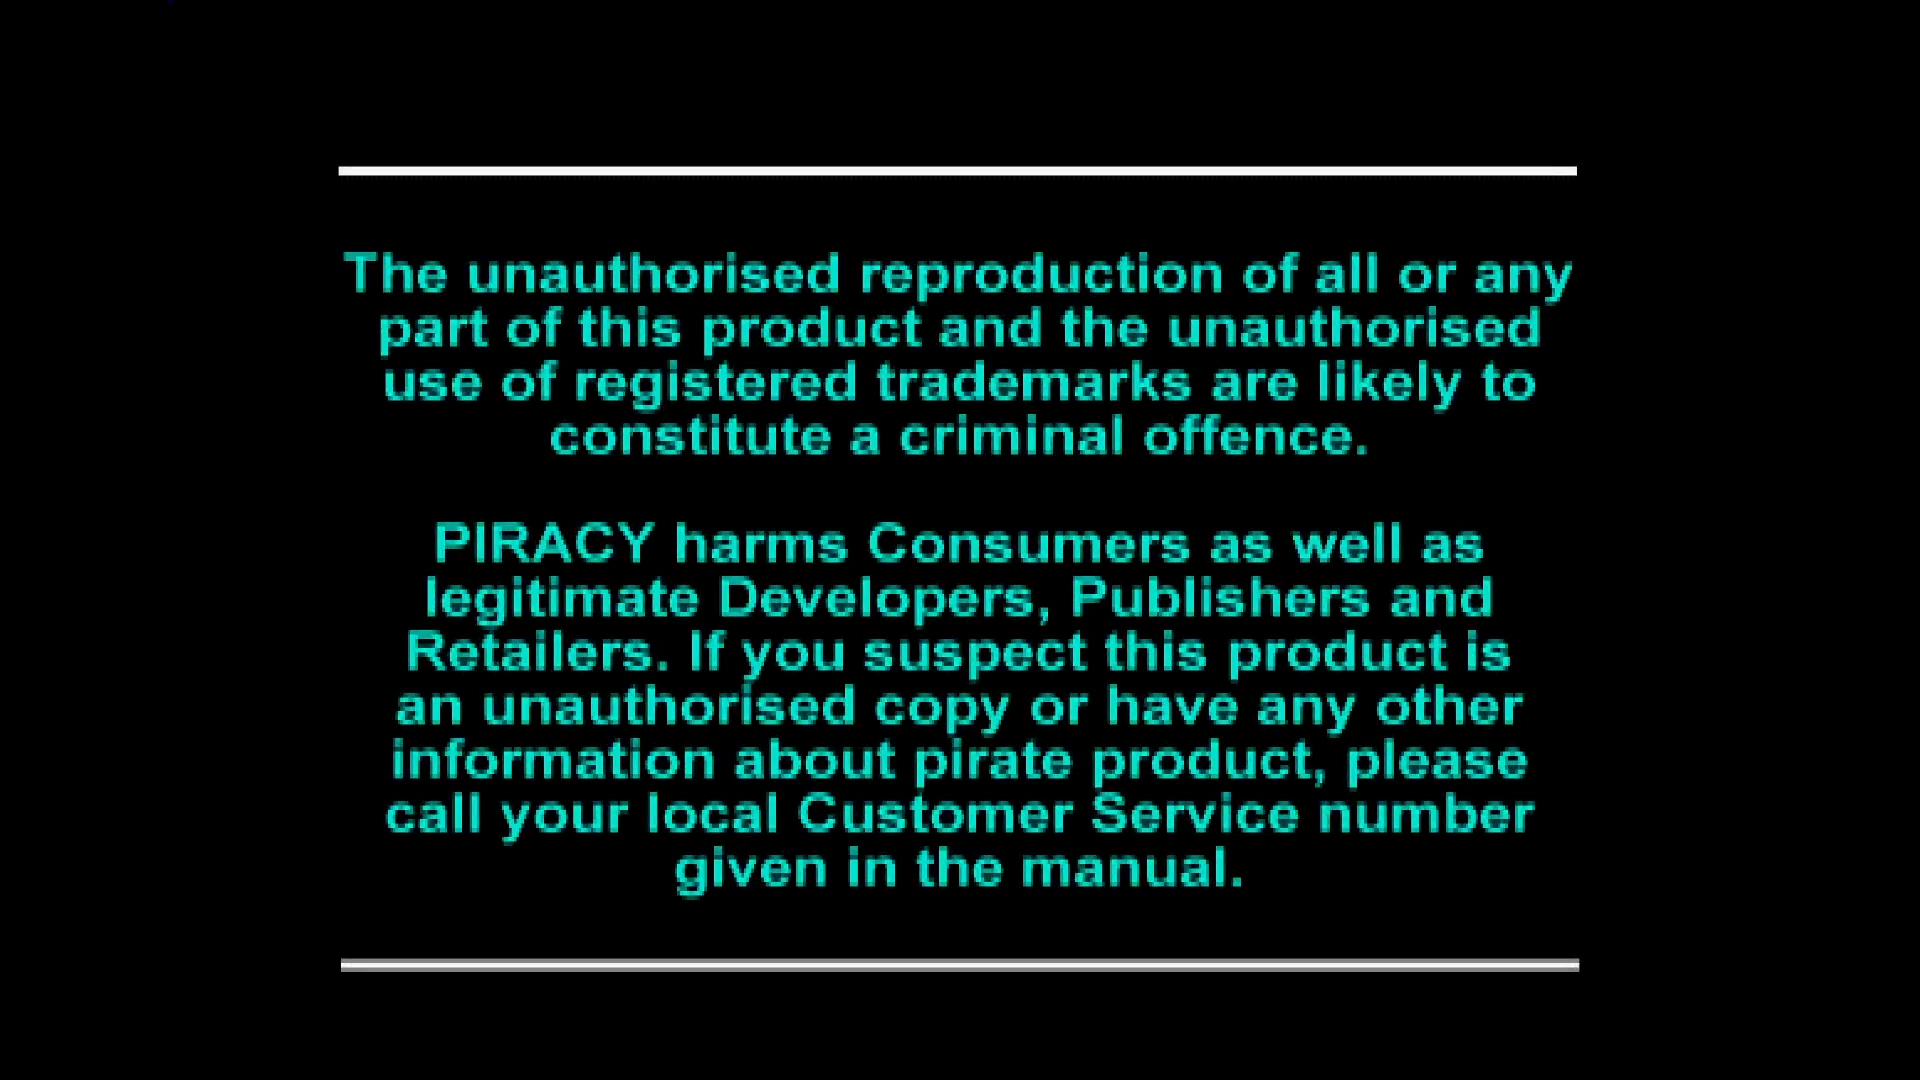 The unauthorised reproduction of all or any
part of this product and the unauthorised
use of registered trademarks are likely to
constitute a criminal offence.
PIRACY harms Consumers as well as
legitimate Developers, Publishers and
Retailers. If you suspect this product is
an unauthorised copy or have any other
information about pirate product, please
call your local Customer Service number
given in the manual.